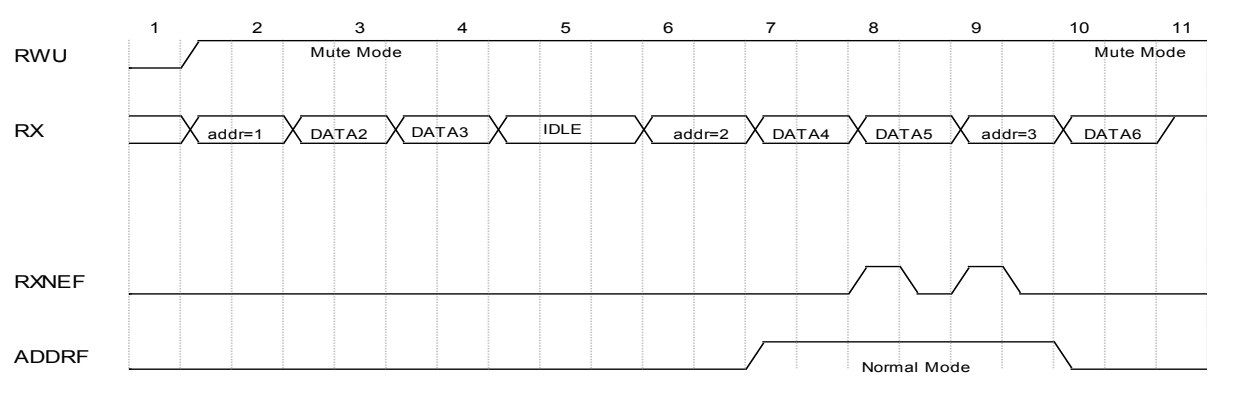 1 2 3 4 5 6 7 8 9 10 11
RWU Mute Mode Mute Mode
RX addr=1 DATA2 DATA3 IDLE addr=2 DATA4 DATA5 addr=3 DATA6
RXNEF
ADDRF Normal Mode